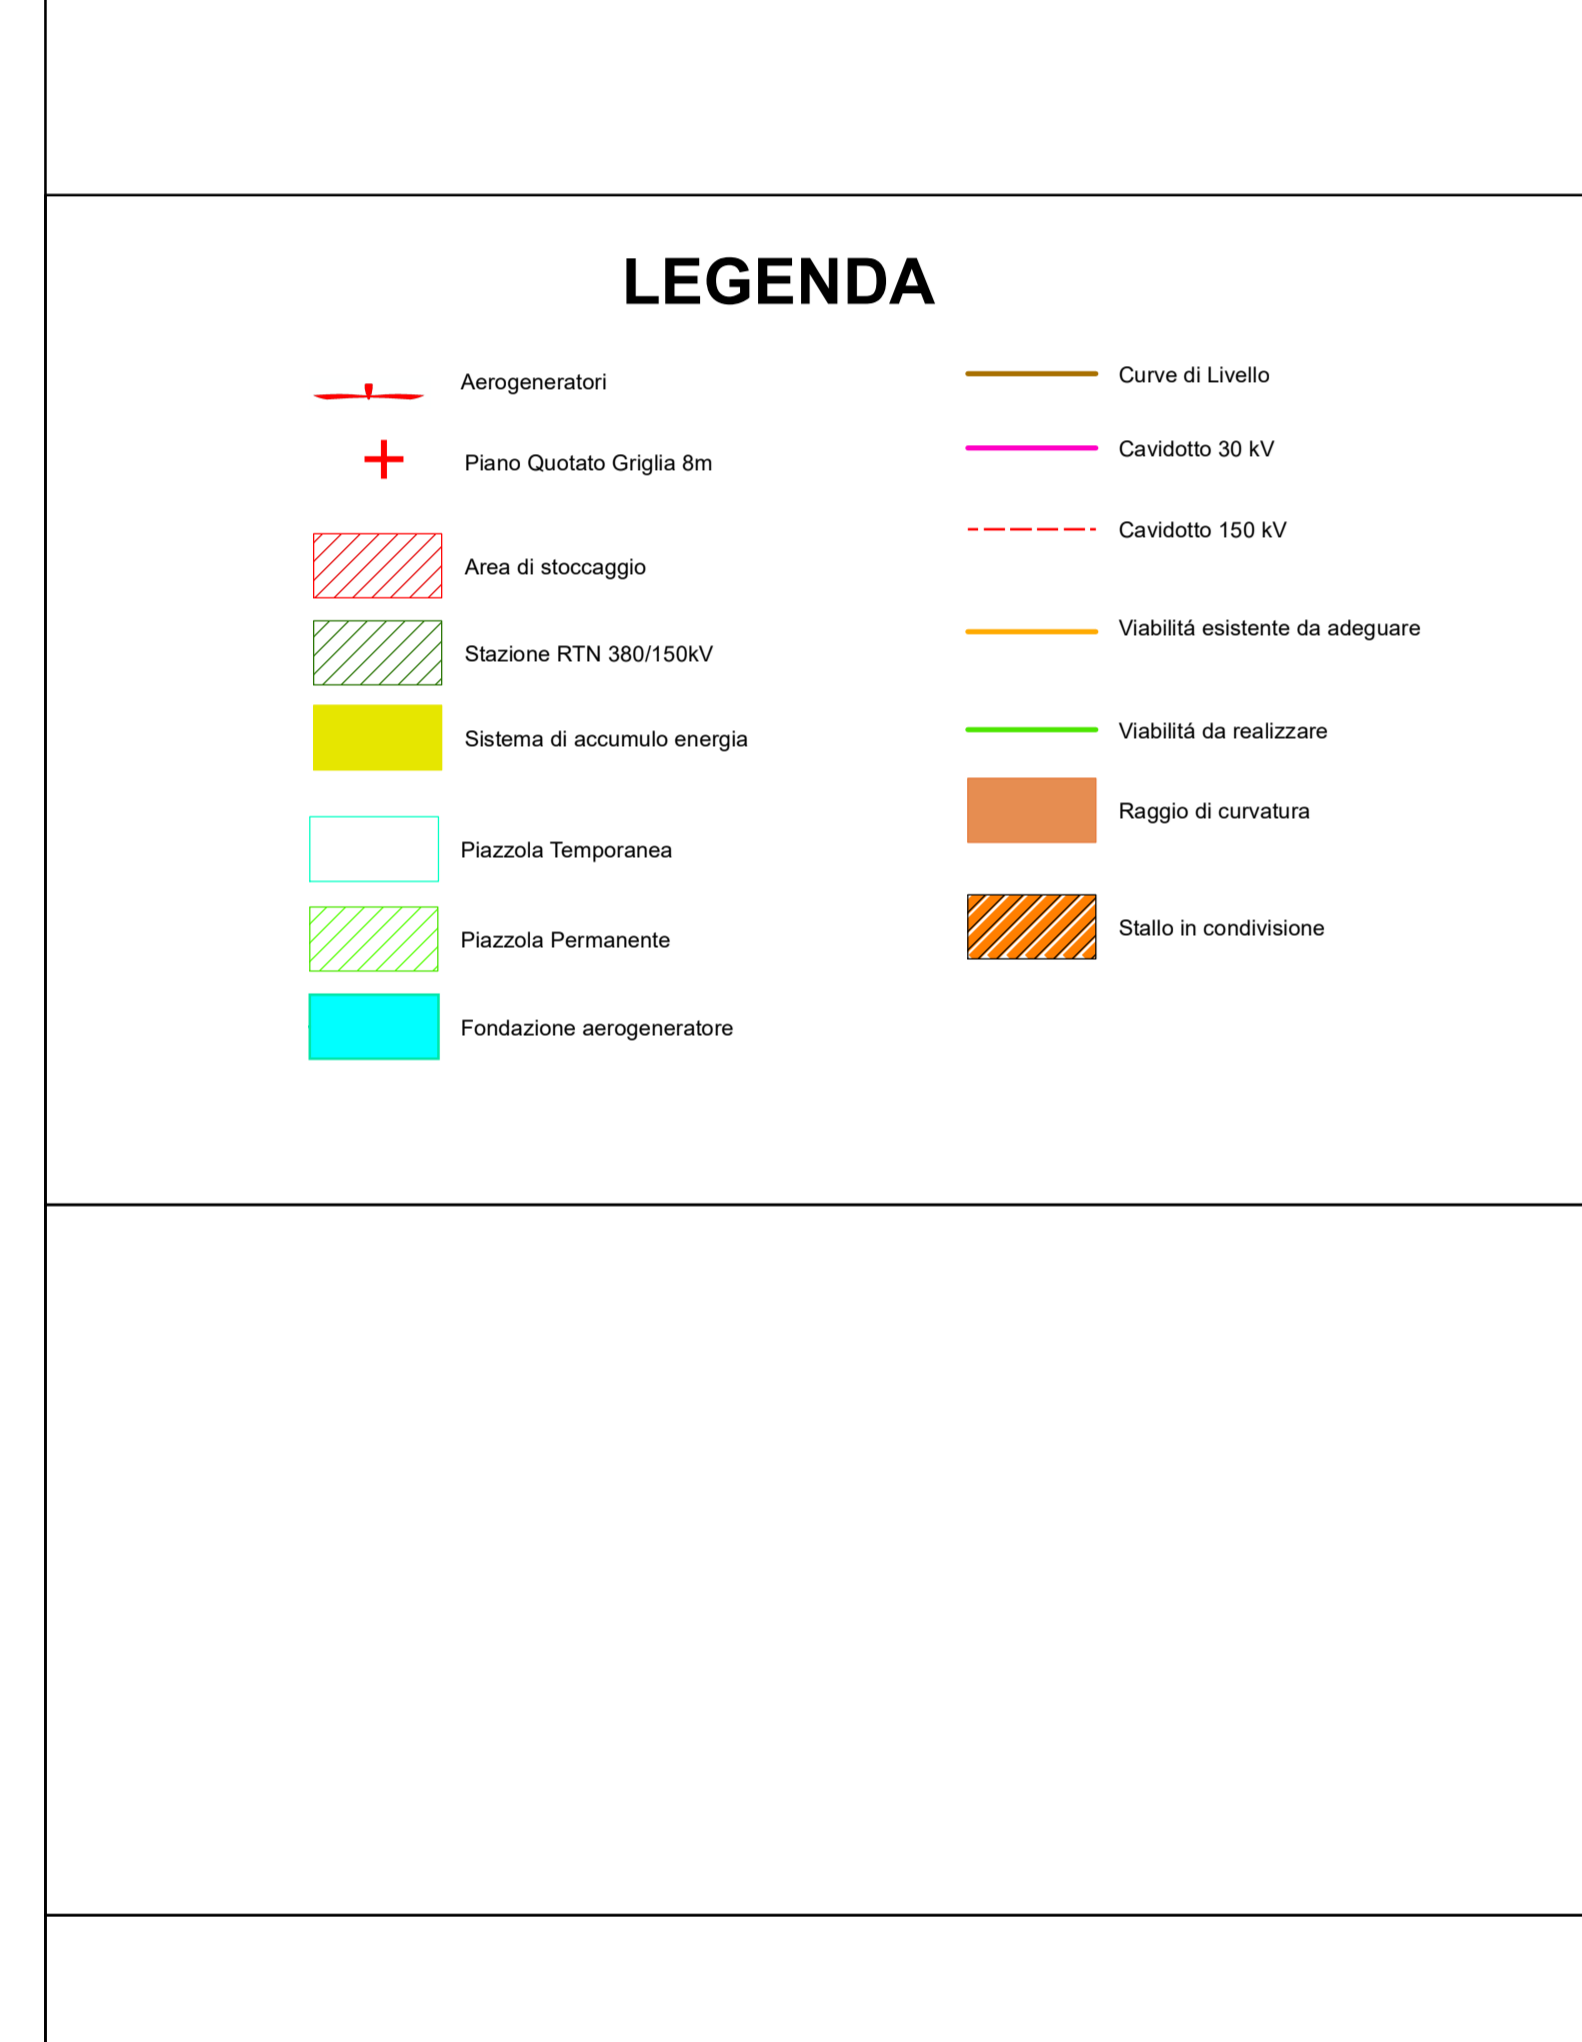 LEGENDA
Aerogeneratori
Piano Quotato Griglia 8m
Area di stoccaggio
Stazione RTN 380/150kV
Sistema di accumulo energia
Piazzola Temporanea
Piazzola Permanente
Fondazione aerogeneratore
Curve di Livello
Cavidotto 30 kV
Cavidotto 150 kV
Viabilitá esistente da adeguare
Viabilitá da realizzare
Raggio di curvatura
Stallo in condivisione